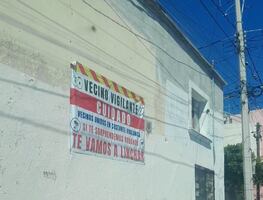 VECINO VIGILANTE
CUIDADO
VECINOS UNIDOS EN CONSTANTE VIGILANCIA
SI TE SORPRENDEMOS ROBANDO
TE VAMOS A LINCHAR